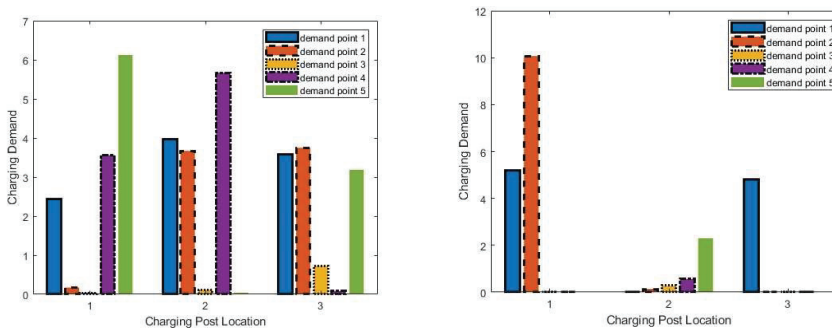 7
6
5
4
3
2
1
0
Charging Demand
demand point 1
demand point 2
demand point 3
demand point 4
demand point 5
1 2 3
Charging Post Location
12
10
8
6
4
2
0
Charging Demand
demand point 1
demand point 2
demand point 3
demand point 4
demand point 5
1 2 3
Charging Post Location